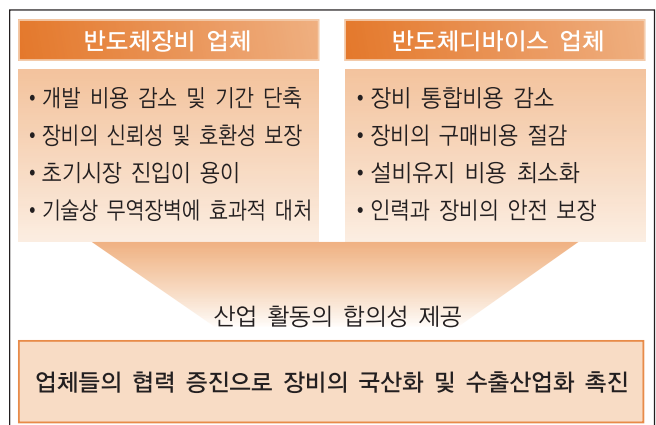 반도체장비 업체
• 개발 비용 감소 및 기간 단축
• 장비의 신뢰성 및 호환성 보장
• 초기시장 진입이 용이
• 기술상 무역장벽에 효과적 대처
반도체디바이스 업체
• 장비 통합비용 감소
• 장비의 구매비용 절감
• 설비유지 비용 최소화
• 인력과 장비의 안전 보장
산업 활동의 합의성 제공
업체들의 협력 증진으로 장비의 국산화 및 수출산업화 촉진